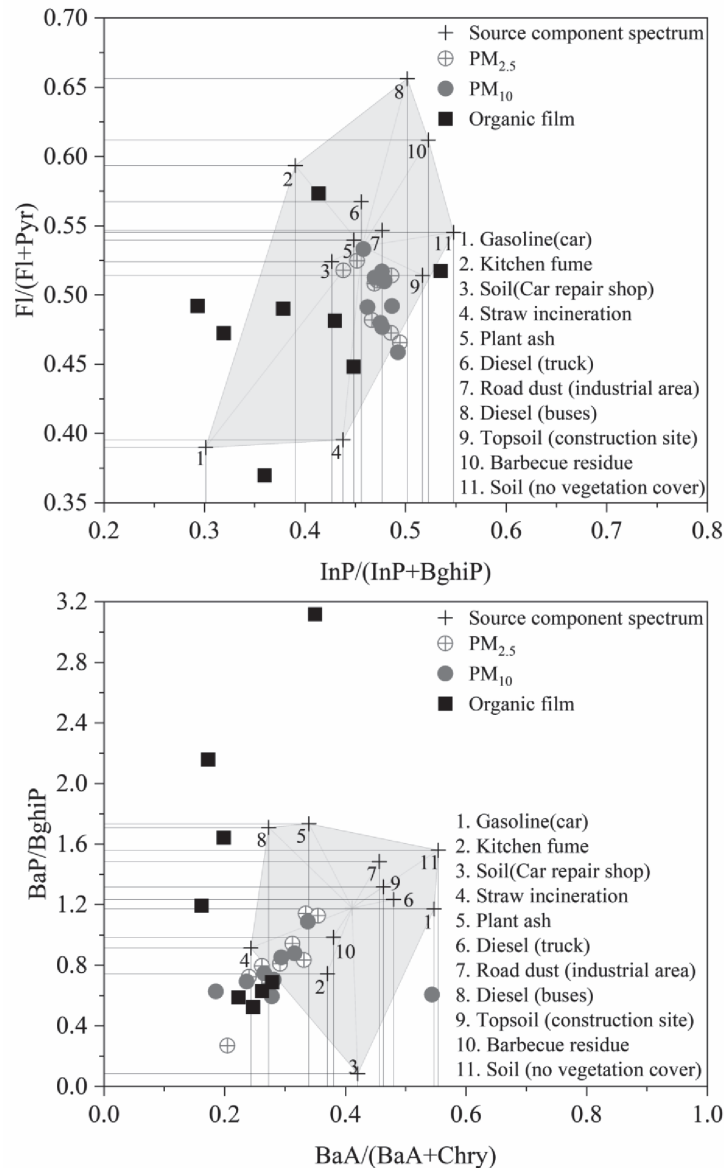 0.70
0.65
0.60
0.55
0.50
0.45
0.40
0.35
Fl/(Fl+Pyr)
Source component spectrum
PM2.5
PM10
Organic film
8
10
2
6
7
5
11
3
9
1
4
1. Gasoline(car)
2. Kitchen fume
3. Soil(Car repair shop)
4. Straw incineration
5. Plant ash
6. Diesel (truck)
7. Road dust (industrial area)
8. Diesel (buses)
9. Topsoil (construction site)
10. Barbecue residue
11. Soil (no vegetation cover)
0.2 0.3 0.4 0.5 0.6 0.7 0.8
InP/(InP+BghiP)
3.2
2.8
2.4
2.0
1.6
1.2
0.8
0.4
0.0
BaP/BghiP
Source component spectrum
PM2.5
PM10
Organic film
8
5
11
7
9
6
1
10
4
2
3
1. Gasoline(car)
2. Kitchen fume
3. Soil(Car repair shop)
4. Straw incineration
5. Plant ash
6. Diesel (truck)
7. Road dust (industrial area)
8. Diesel (buses)
9. Topsoil (construction site)
10. Barbecue residue
11. Soil (no vegetation cover)
0.0 0.2 0.4 0.6 0.8 1.0
BaA/(BaA+Chry)